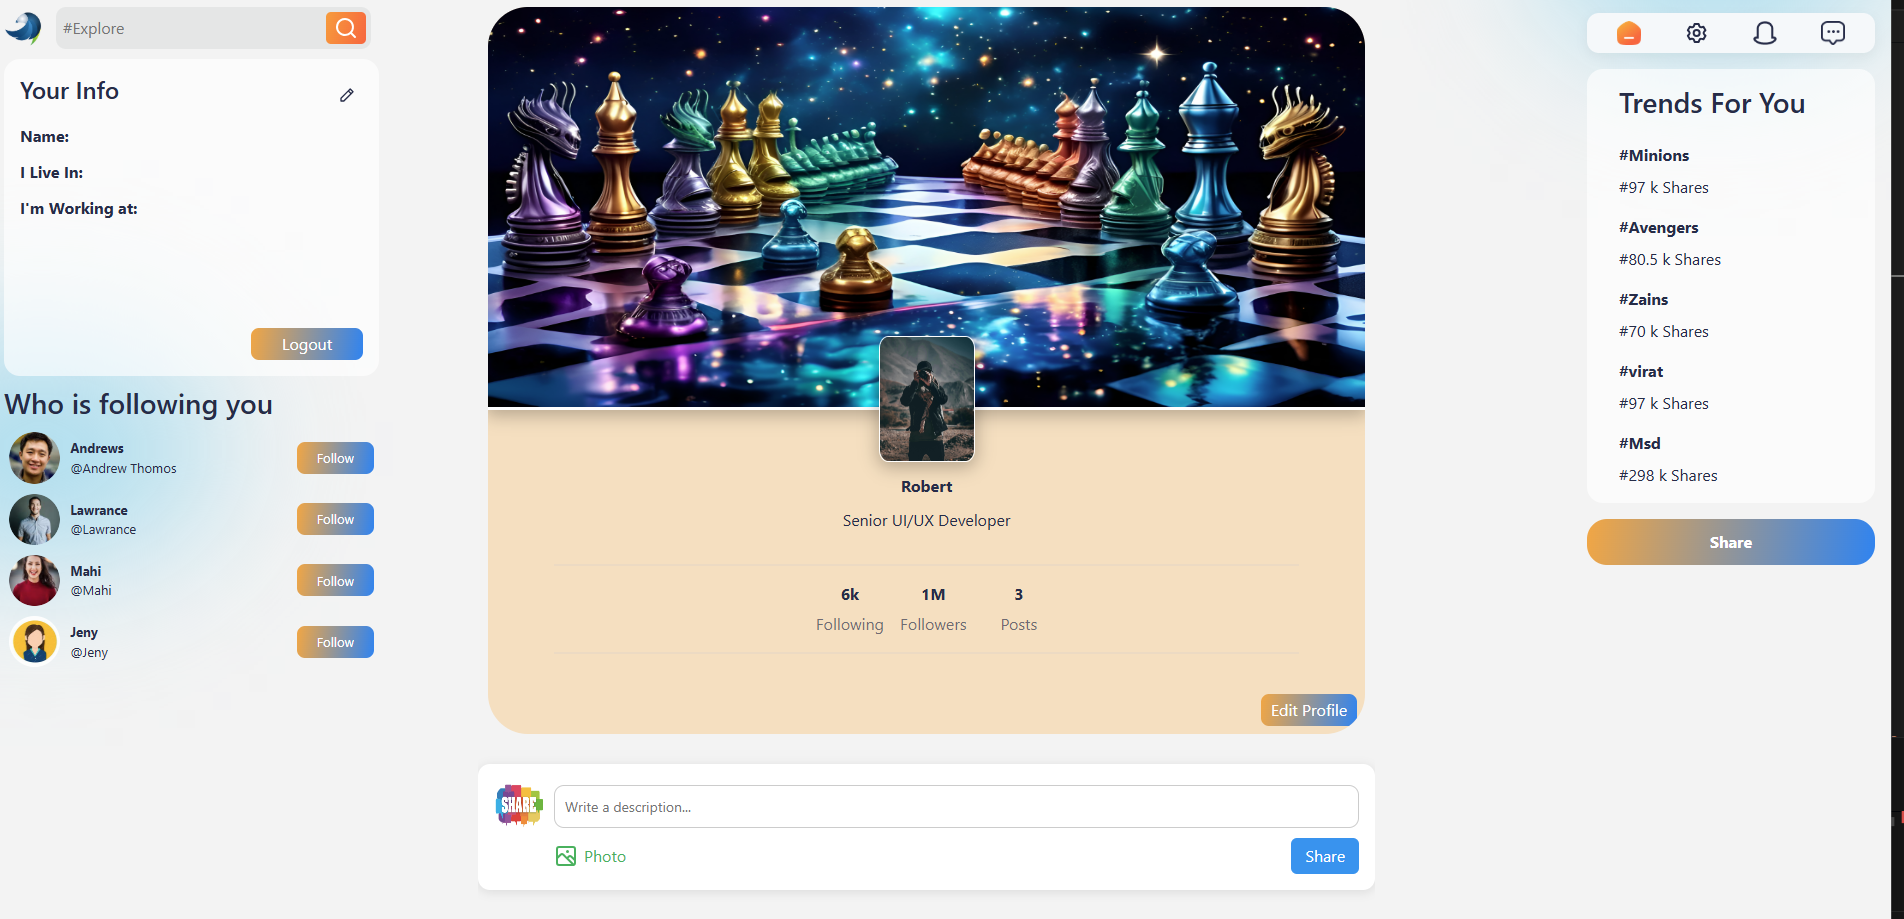 #Explore
Your Info
Name:
I Live In:
I'm Working at:
Logout
Who is following you
Andrews
@Andrew Thomos
Follow
Lawrance
@Lawrance
Follow
Mahi
@Mahi
Follow
Jeny
@Jeny
Follow
Robert
Senior UI/UX Developer
6k
Following
1M
Followers
3
Posts
Edit Profile
SHARE
Write a description...
Photo
Share
Trends For You
#Minions
#97 k Shares
#Avengers
#80.5 k Shares
#Zains
#70 k Shares
#virat
#97 k Shares
#Msd
#298 k Shares
Share